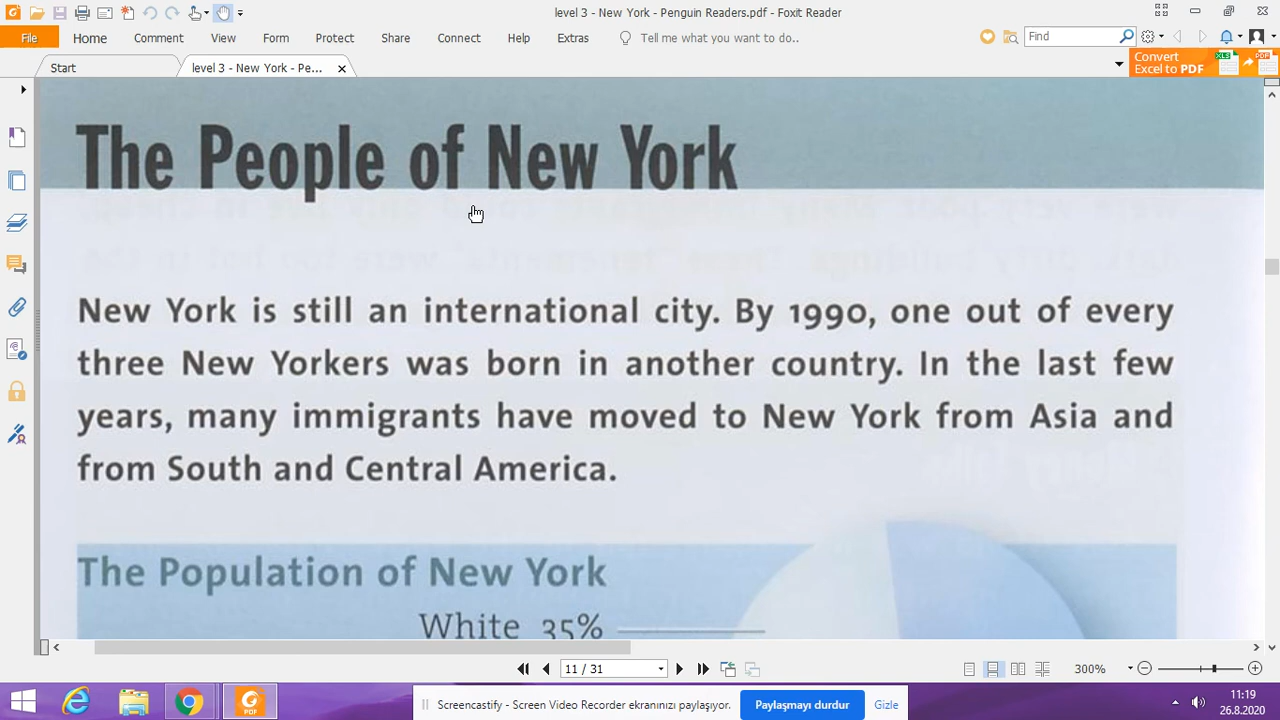 level 3 - New York - Penguin Readers.pdf - Foxit Reader
File Home Comment View Form Protect Share Connect Help Extras Tell me what you want to do.. Find
Start level 3 - New York - Pe...
Convert
Excel to PDF
The People of New York
New York is still an international city. By 1990, one out of every
three New Yorkers was born in another country. In the last few
years, many immigrants have moved to New York from Asia and
from South and Central America.
The Population of New York
White 35%
11 / 31 300%
Screencastify - Screen Video Recorder ekranınızı paylaşıyor. Paylaşmayı durdur Gizle
11:19
26.8.2020